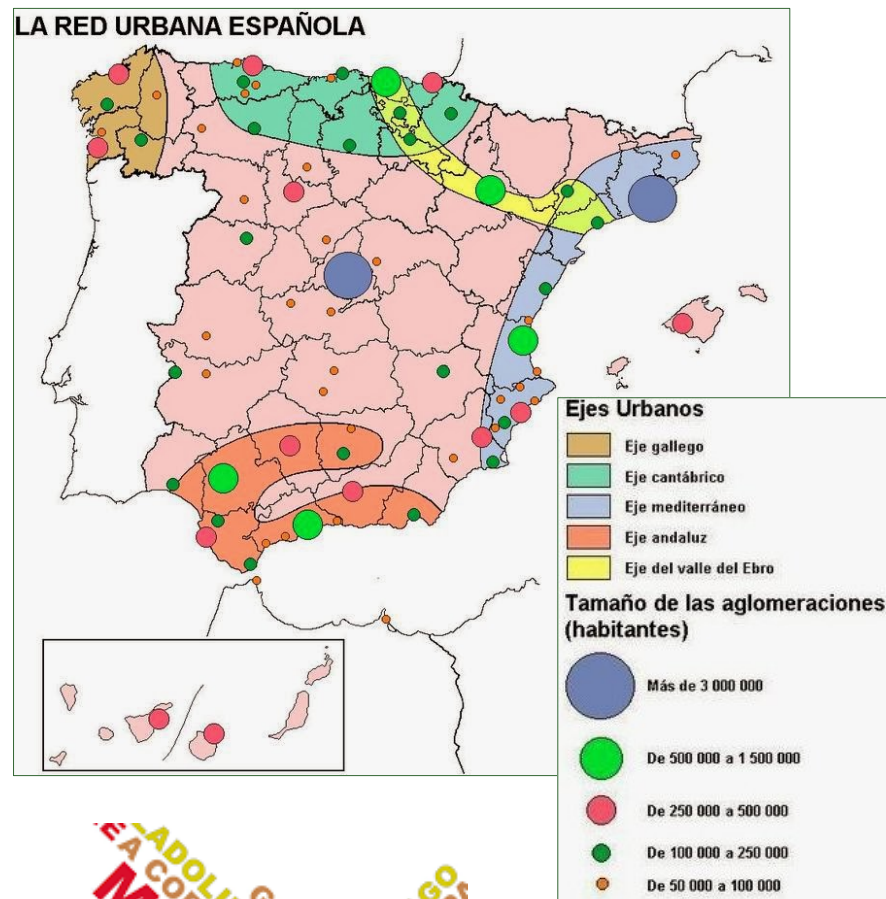 LA RED URBANA ESPAÑOLA
Ejes Urbanos
Eje gallego
Eje cantábrico
Eje mediterráneo
Eje andaluz
Eje del valle del Ebro
Tamaño de las aglomeraciones
(habitantes)
Más de 3 000 000
De 500 000 a 1 500 000
De 250 000 a 500 000
De 100 000 a 250 000
De 50 000 a 100 000